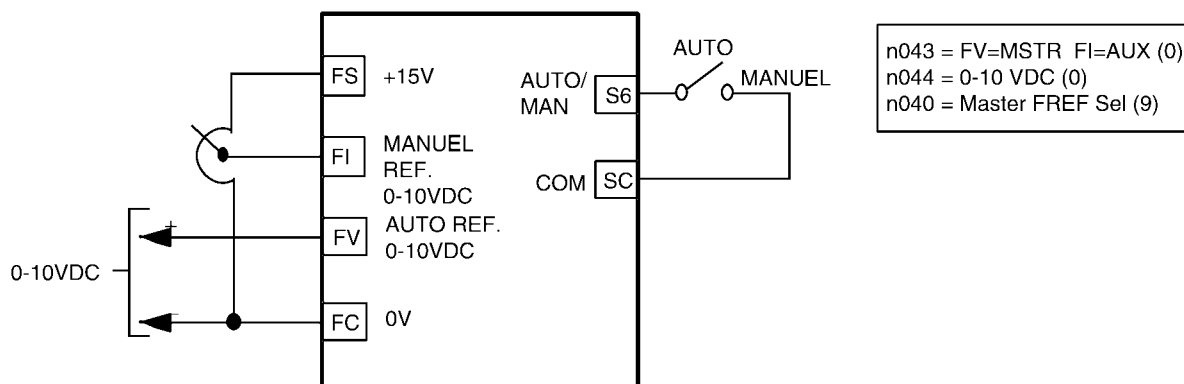 FS
+15V
FI
MANUEL
REF.
0-10VDC
FV
AUTO REF.
0-10VDC
FC
0V
0-10VDC
+
–
AUTO/
MAN
S6
AUTO
MANUEL
COM
SC
n043 = FV=MSTR FI=AUX (0)
n044 = 0-10 VDC (0)
n040 = Master FREF Sel (9)